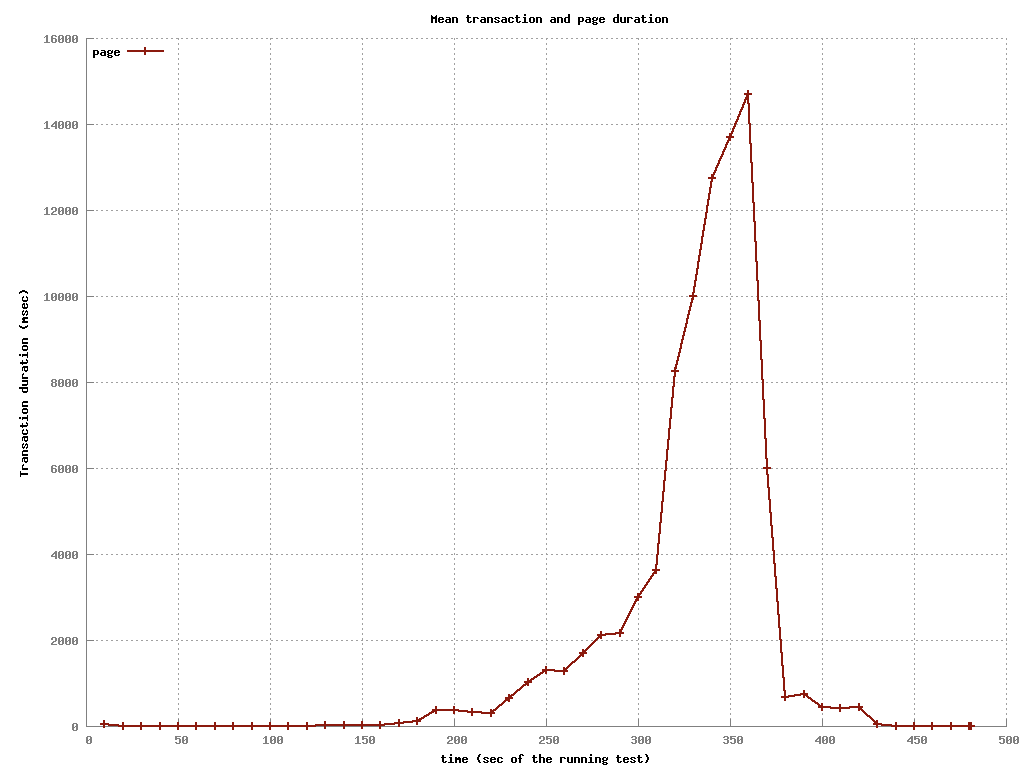 Mean transaction and page duration
page
16000
14000
12000
10000
8000
6000
4000
2000
0
Transaction duration (msec)
0 50 100 150 200 250 300 350 400 450 500
time (sec of the running test)